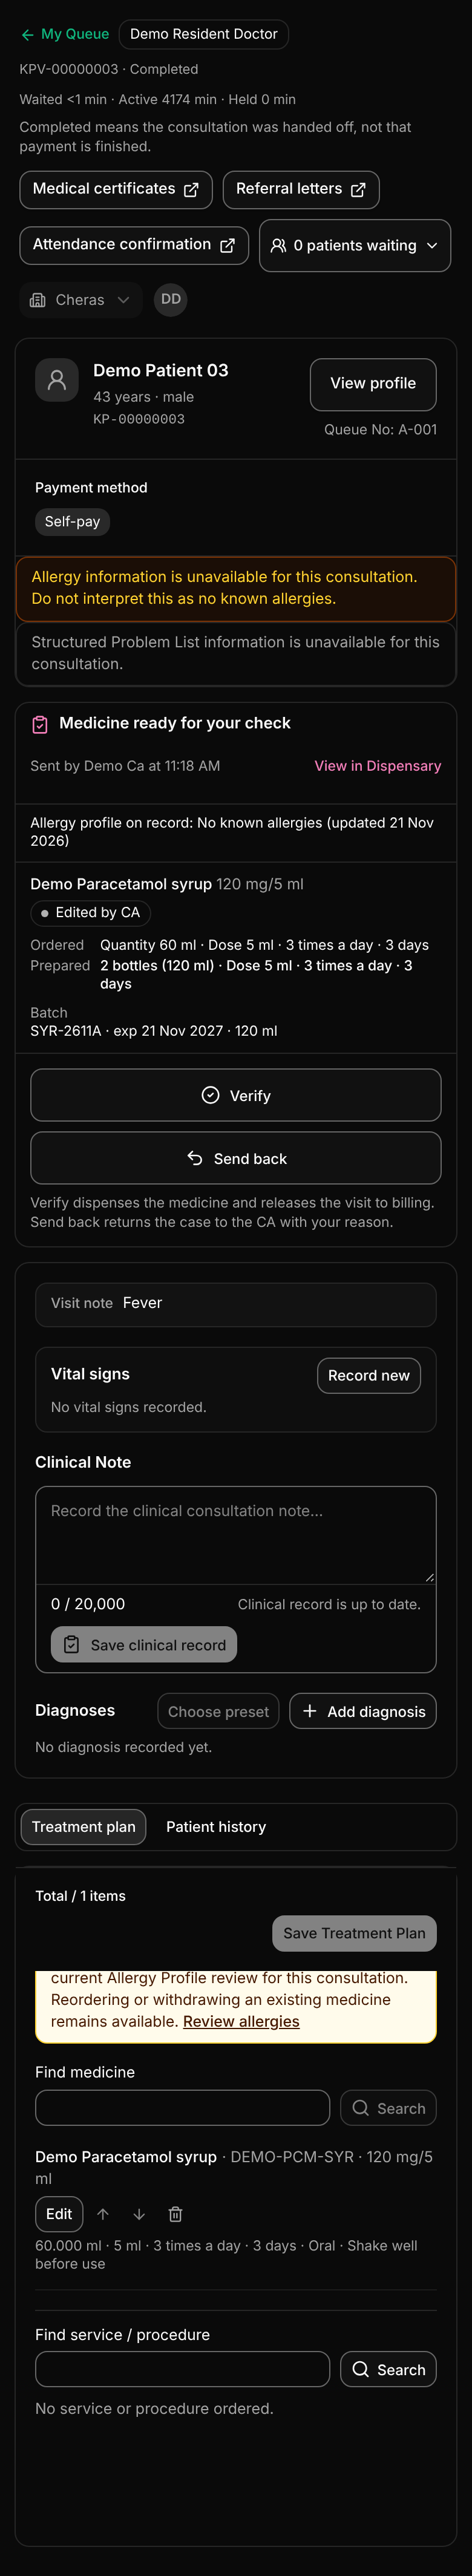 My Queue
Demo Resident Doctor
KPV-00000003 · Completed
Waited <1 min · Active 4174 min · Held 0 min
Completed means the consultation was handed off, not that
payment is finished.
Medical certificates
Referral letters
Attendance confirmation
0 patients waiting
Cheras
DD
Demo Patient 03
43 years · male
KP-00000003
View profile
Queue No: A-001
Payment method
Self-pay
Allergy information is unavailable for this consultation.
Do not interpret this as no known allergies.
Structured Problem List information is unavailable for this
consultation.
Medicine ready for your check
Sent by Demo Ca at 11:18 AM
View in Dispensary
Allergy profile on record: No known allergies (updated 21 Nov
2026)
Demo Paracetamol syrup 120 mg/5 ml
Edited by CA
Ordered Quantity 60 ml · Dose 5 ml · 3 times a day · 3 days
Prepared 2 bottles (120 ml) · Dose 5 ml · 3 times a day · 3
days
Batch
SYR-2611A · exp 21 Nov 2027 · 120 ml
Verify
Send back
Verify dispenses the medicine and releases the visit to billing.
Send back returns the case to the CA with your reason.
Visit note Fever
Vital signs
Record new
No vital signs recorded.
Clinical Note
Record the clinical consultation note...
0 / 20,000
Clinical record is up to date.
Save clinical record
Diagnoses
Choose preset
Add diagnosis
No diagnosis recorded yet.
Treatment plan
Patient history
Total / 1 items
Save Treatment Plan
current Allergy Profile review for this consultation.
Reordering or withdrawing an existing medicine
remains available. Review allergies
Find medicine
Search
Demo Paracetamol syrup · DEMO-PCM-SYR · 120 mg/5
ml
Edit
60.000 ml · 5 ml · 3 times a day · 3 days · Oral · Shake well
before use
Find service / procedure
Search
No service or procedure ordered.